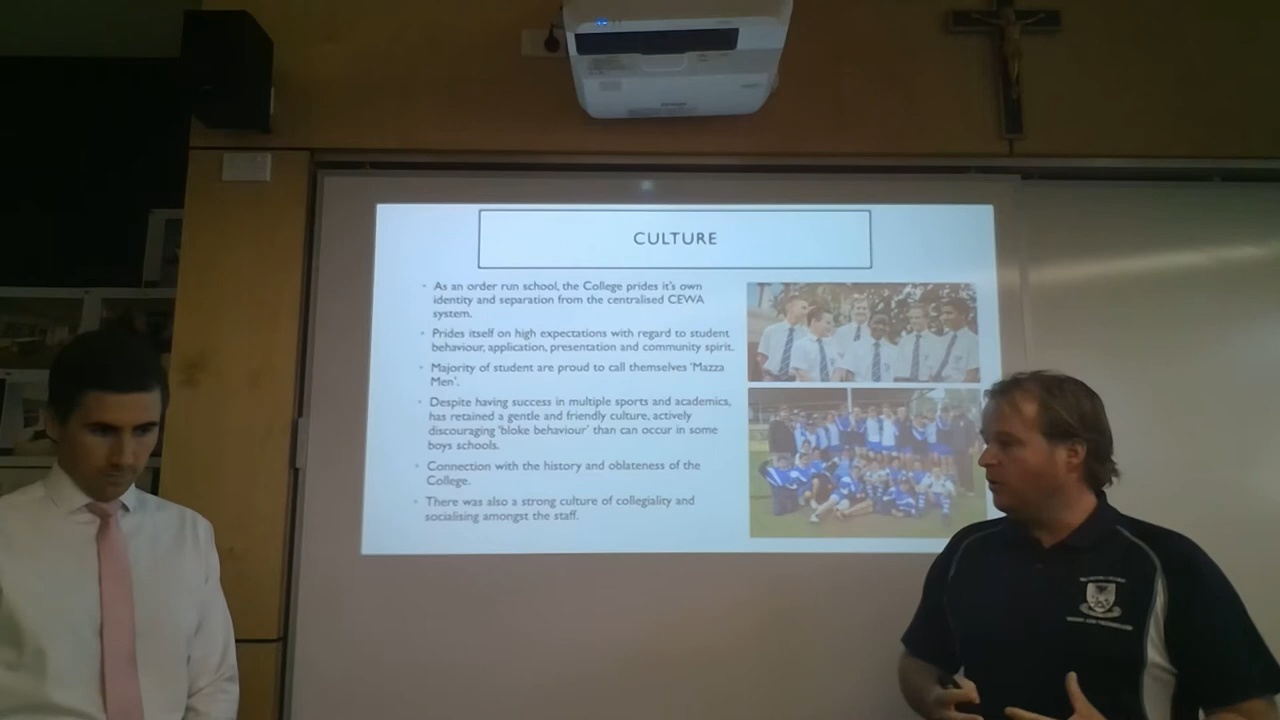 CULTURE
As an order run school, the College prides it's own
identity and separation from the centralised CEWA
system.
Prides itself on high expectations with regard to student
behaviour, application, presentation and community spirit.
Majority of student are proud to call themselves 'Mazza
Men'.
Despite having success in multiple sports and academics,
has retained a gentle and friendly culture, actively
discouraging 'bloke behaviour' than can occur in some
boys schools.
Connection with the history and oblateness of the
College.
There was also a strong culture of collegiality and
socialising amongst the staff.